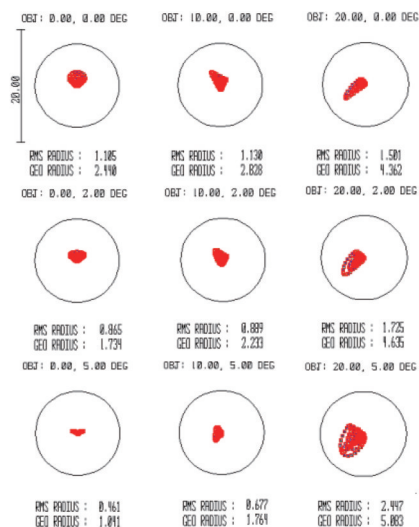 OBJ: 0.00, 0.00 DEG OBJ: 10.00, 0.00 DEG OBJ: 20.00, 0.00 DEG
20.00
RMS RADIUS : 1.105 RMS RADIUS : 1.130 RMS RADIUS : 1.501
GEO RADIUS : 2.440 GEO RADIUS : 2.828 GEO RADIUS : 4.362
OBJ: 0.00, 2.00 DEG OBJ: 10.00, 2.00 DEG OBJ: 20.00, 2.00 DEG
RMS RADIUS : 0.865 RMS RADIUS : 0.889 RMS RADIUS : 1.725
GEO RADIUS : 1.734 GEO RADIUS : 2.233 GEO RADIUS : 4.635
OBJ: 0.00, 5.00 DEG OBJ: 10.00, 5.00 DEG OBJ: 20.00, 5.00 DEG
RMS RADIUS : 0.461 RMS RADIUS : 0.677 RMS RADIUS : 2.447
GEO RADIUS : 1.041 GEO RADIUS : 1.764 GEO RADIUS : 5.083